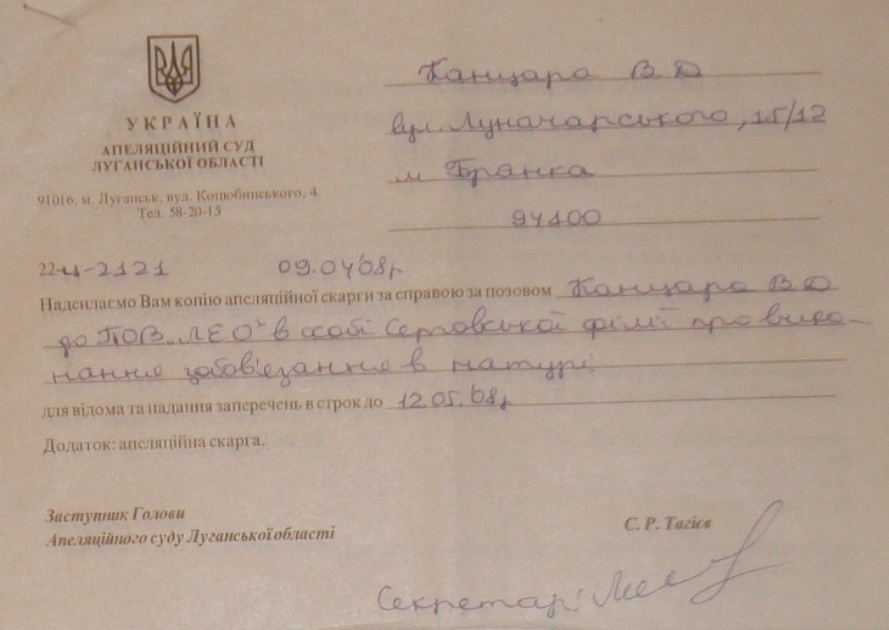 УКРАЇНА
АПЕЛЯЦІЙНИЙ СУД
ЛУГАНСЬКОЇ ОБЛАСТІ
91016, м. Луганськ, вул. Коцюбинського, 4.
Тел. 58-20-15
Канцара В Д
вул. Луначарського, 15/12
м Брянка
94100
22-ц-2121 09.04'08р
Надсилаємо Вам копію апеляційної скарги за справою за позовом Канцара В О
до ТОВ „ЛЕО" в особі філії про вико-
нання зобов'язання в натурі
для відома та надання заперечень в строк до 12.05.'08р
Додаток: апеляційна скарга.
Заступник Голови
Апеляційного суду Луганської області
С. Р. Тагієв
Секретарі